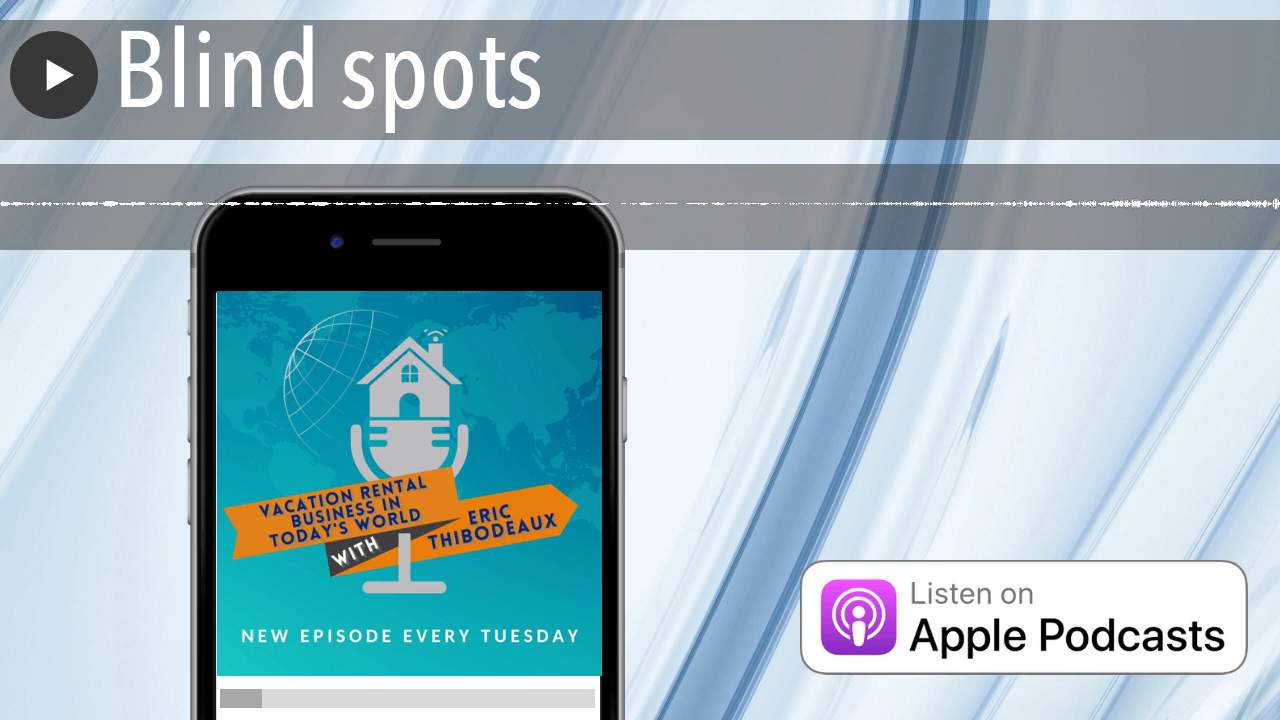 Blind spots
VACATION RENTAL
BUSINESS IN
TODAY'S WORLD
WITH
ERIC
THIBODEAUX
NEW EPISODE EVERY TUESDAY
Listen on
Apple Podcasts